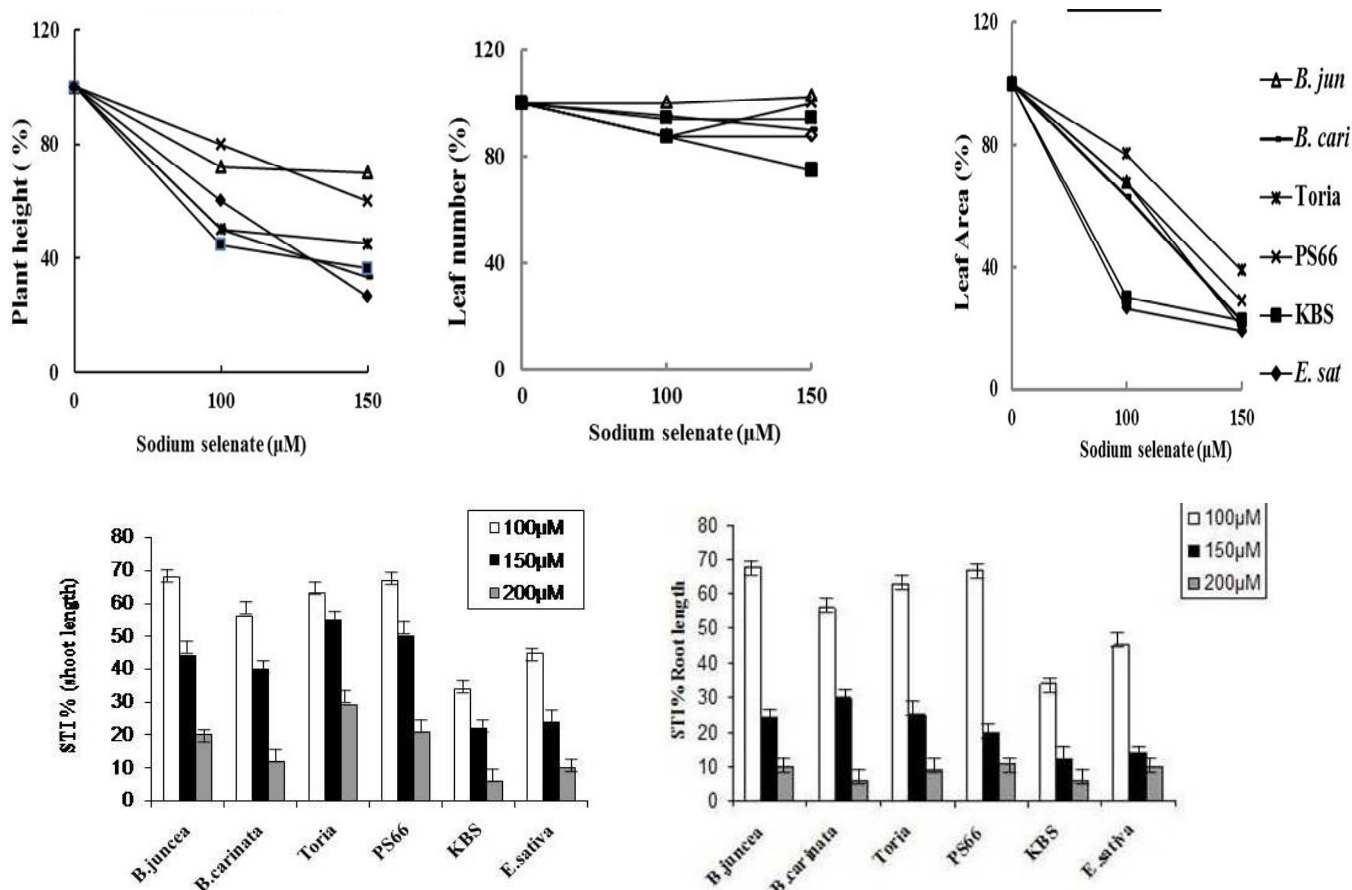 120
80
40
0
Plant height ( %)
0 100 150
Sodium selenate (µM)
120
80
40
0
Leaf number (%)
0 100 150
Sodium selenate (µM)
120
80
40
0
Leaf Area (%)
0 100 150
Sodium selenate (µM)
B. jun
B. cari
Toria
PS66
KBS
E. sat
80
70
60
50
40
30
20
10
0
STI % (shoot length)
100µM
150µM
200µM
B.juncea
B.carinata
Toria
PS66
KBS
E.sativa
80
70
60
50
40
30
20
10
0
STI% Root length
100µM
150µM
200µM
B.juncea
B.carinata
Toria
PS66
KBS
E.sativa